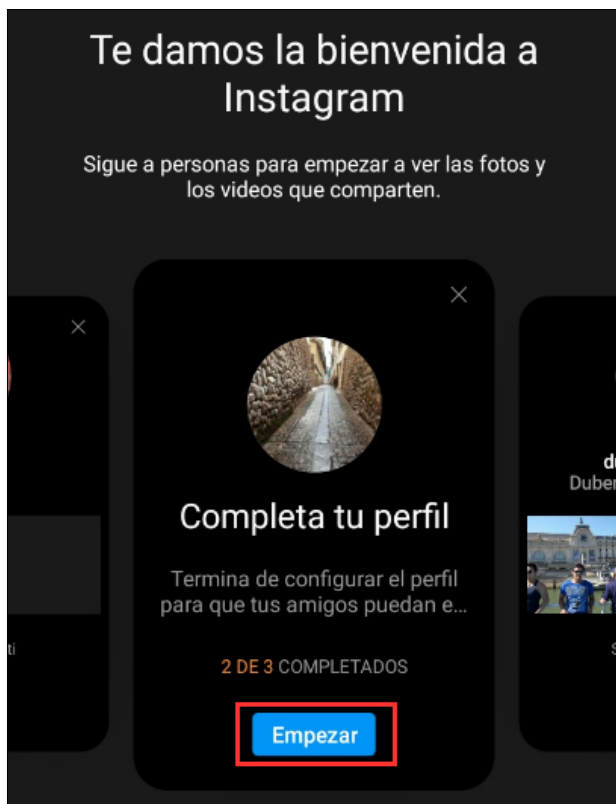 Te damos la bienvenida a
Instagram
Sigue a personas para empezar a ver las fotos y
los videos que comparten.
Completa tu perfil
Termina de configurar el perfil
para que tus amigos puedan e...
2 DE 3 COMPLETADOS
Empezar